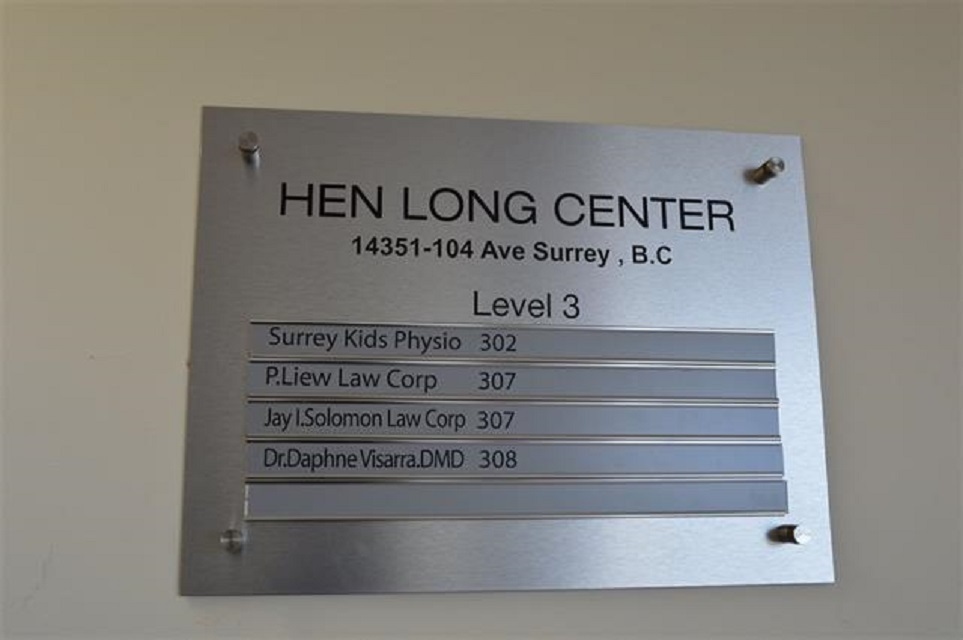 HEN LONG CENTER
14351-104 Ave Surrey , B.C
Level 3
Surrey Kids Physio 302
P.Liew Law Corp 307
Jay I.Solomon Law Corp 307
Dr.Daphne Visarra.DMD 308